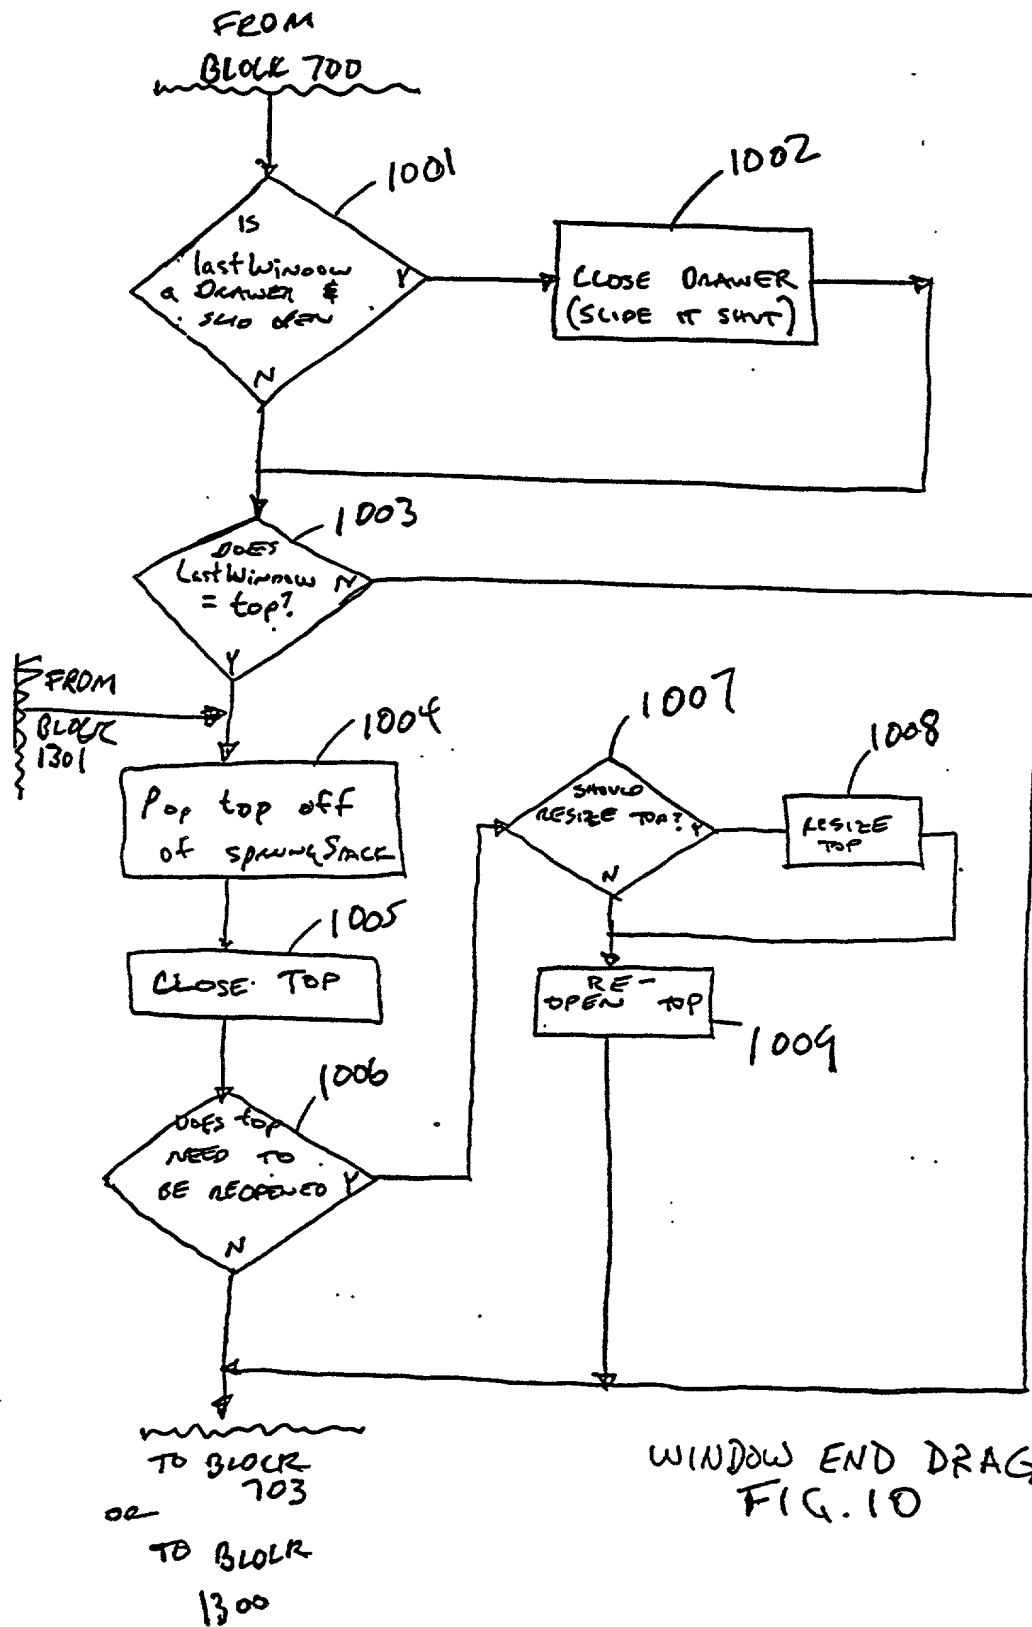 FROM
BLOCK 700
1001
IS
lastWINDOW
a DRAWER &
SLID OPEN
Y
N
1002
CLOSE DRAWER
(SLIDE IT SHUT)
1003
DOES
LastWINDOW
= top?
N
Y
FROM
BLOCK
1301
1004
Pop top off
of SPRUNGSTACK
1005
CLOSE TOP
1006
DOES top
NEED TO
BE REOPENED
Y
N
1007
SHOULD
RESIZE TOP?
Y
N
1008
RESIZE
TOP
RE-
OPEN TOP
1009
TO BLOCK
703
OR
TO BLOCK
1300
WINDOW END DRAG
FIG. 10